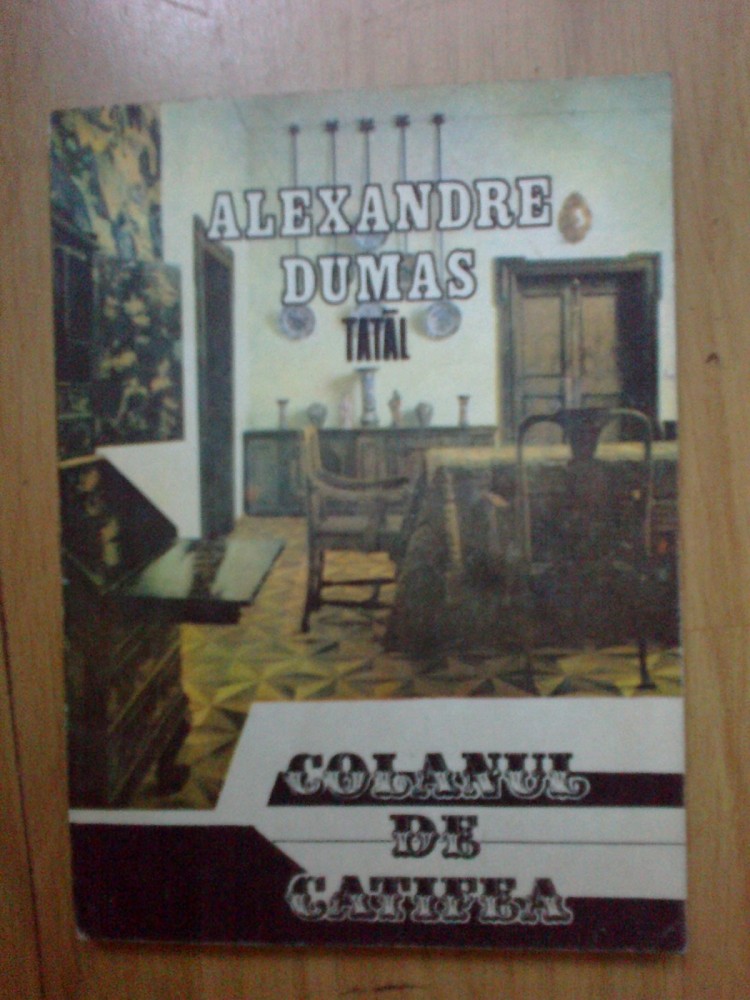 ALEXANDRE
DUMAS
TATĂL
COLANUL
DE
CATIFEA